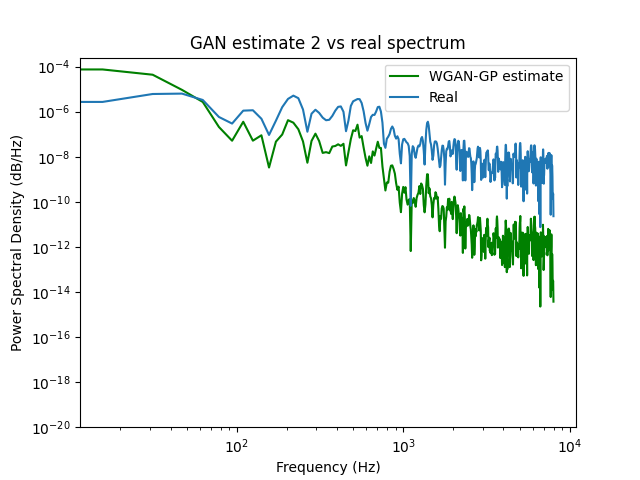 GAN estimate 2 vs real spectrum
WGAN-GP estimate
Real
Power Spectral Density (dB/Hz)
10⁻⁴
10⁻⁶
10⁻⁸
10⁻¹⁰
10⁻¹²
10⁻¹⁴
10⁻¹⁶
10⁻¹⁸
10⁻²⁰
10²
10³
10⁴
Frequency (Hz)